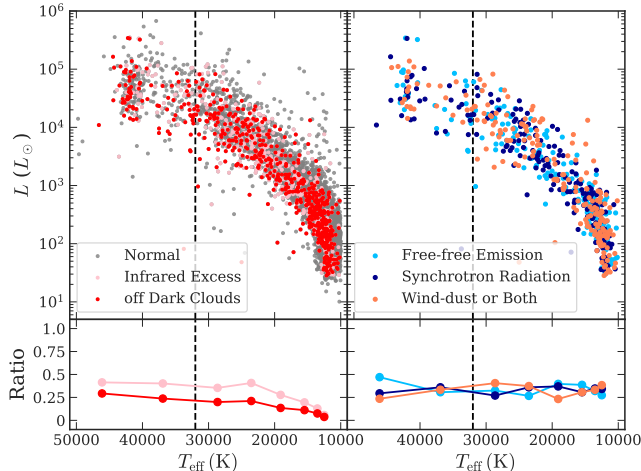 10⁶
10⁵
10⁴
10³
10²
10¹
L (L⊙)
Normal
Infrared Excess
off Dark Clouds
Free-free Emission
Synchrotron Radiation
Wind-dust or Both
1.0
0.75
0.5
0.25
0
Ratio
50000 40000 30000 20000 10000 40000 30000 20000 10000
T_eff (K) T_eff (K)